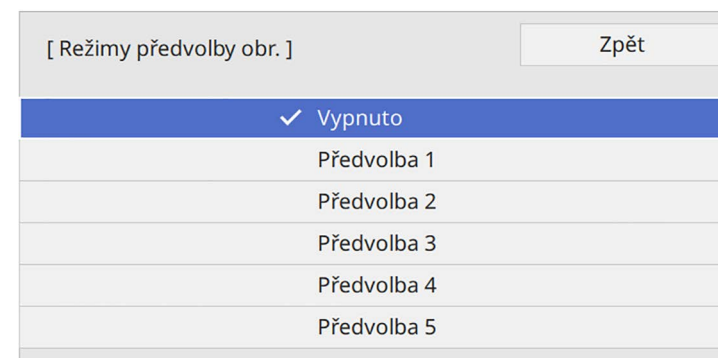 [ Režimy předvolby obr. ]
Zpět
Vypnuto
Předvolba 1
Předvolba 2
Předvolba 3
Předvolba 4
Předvolba 5